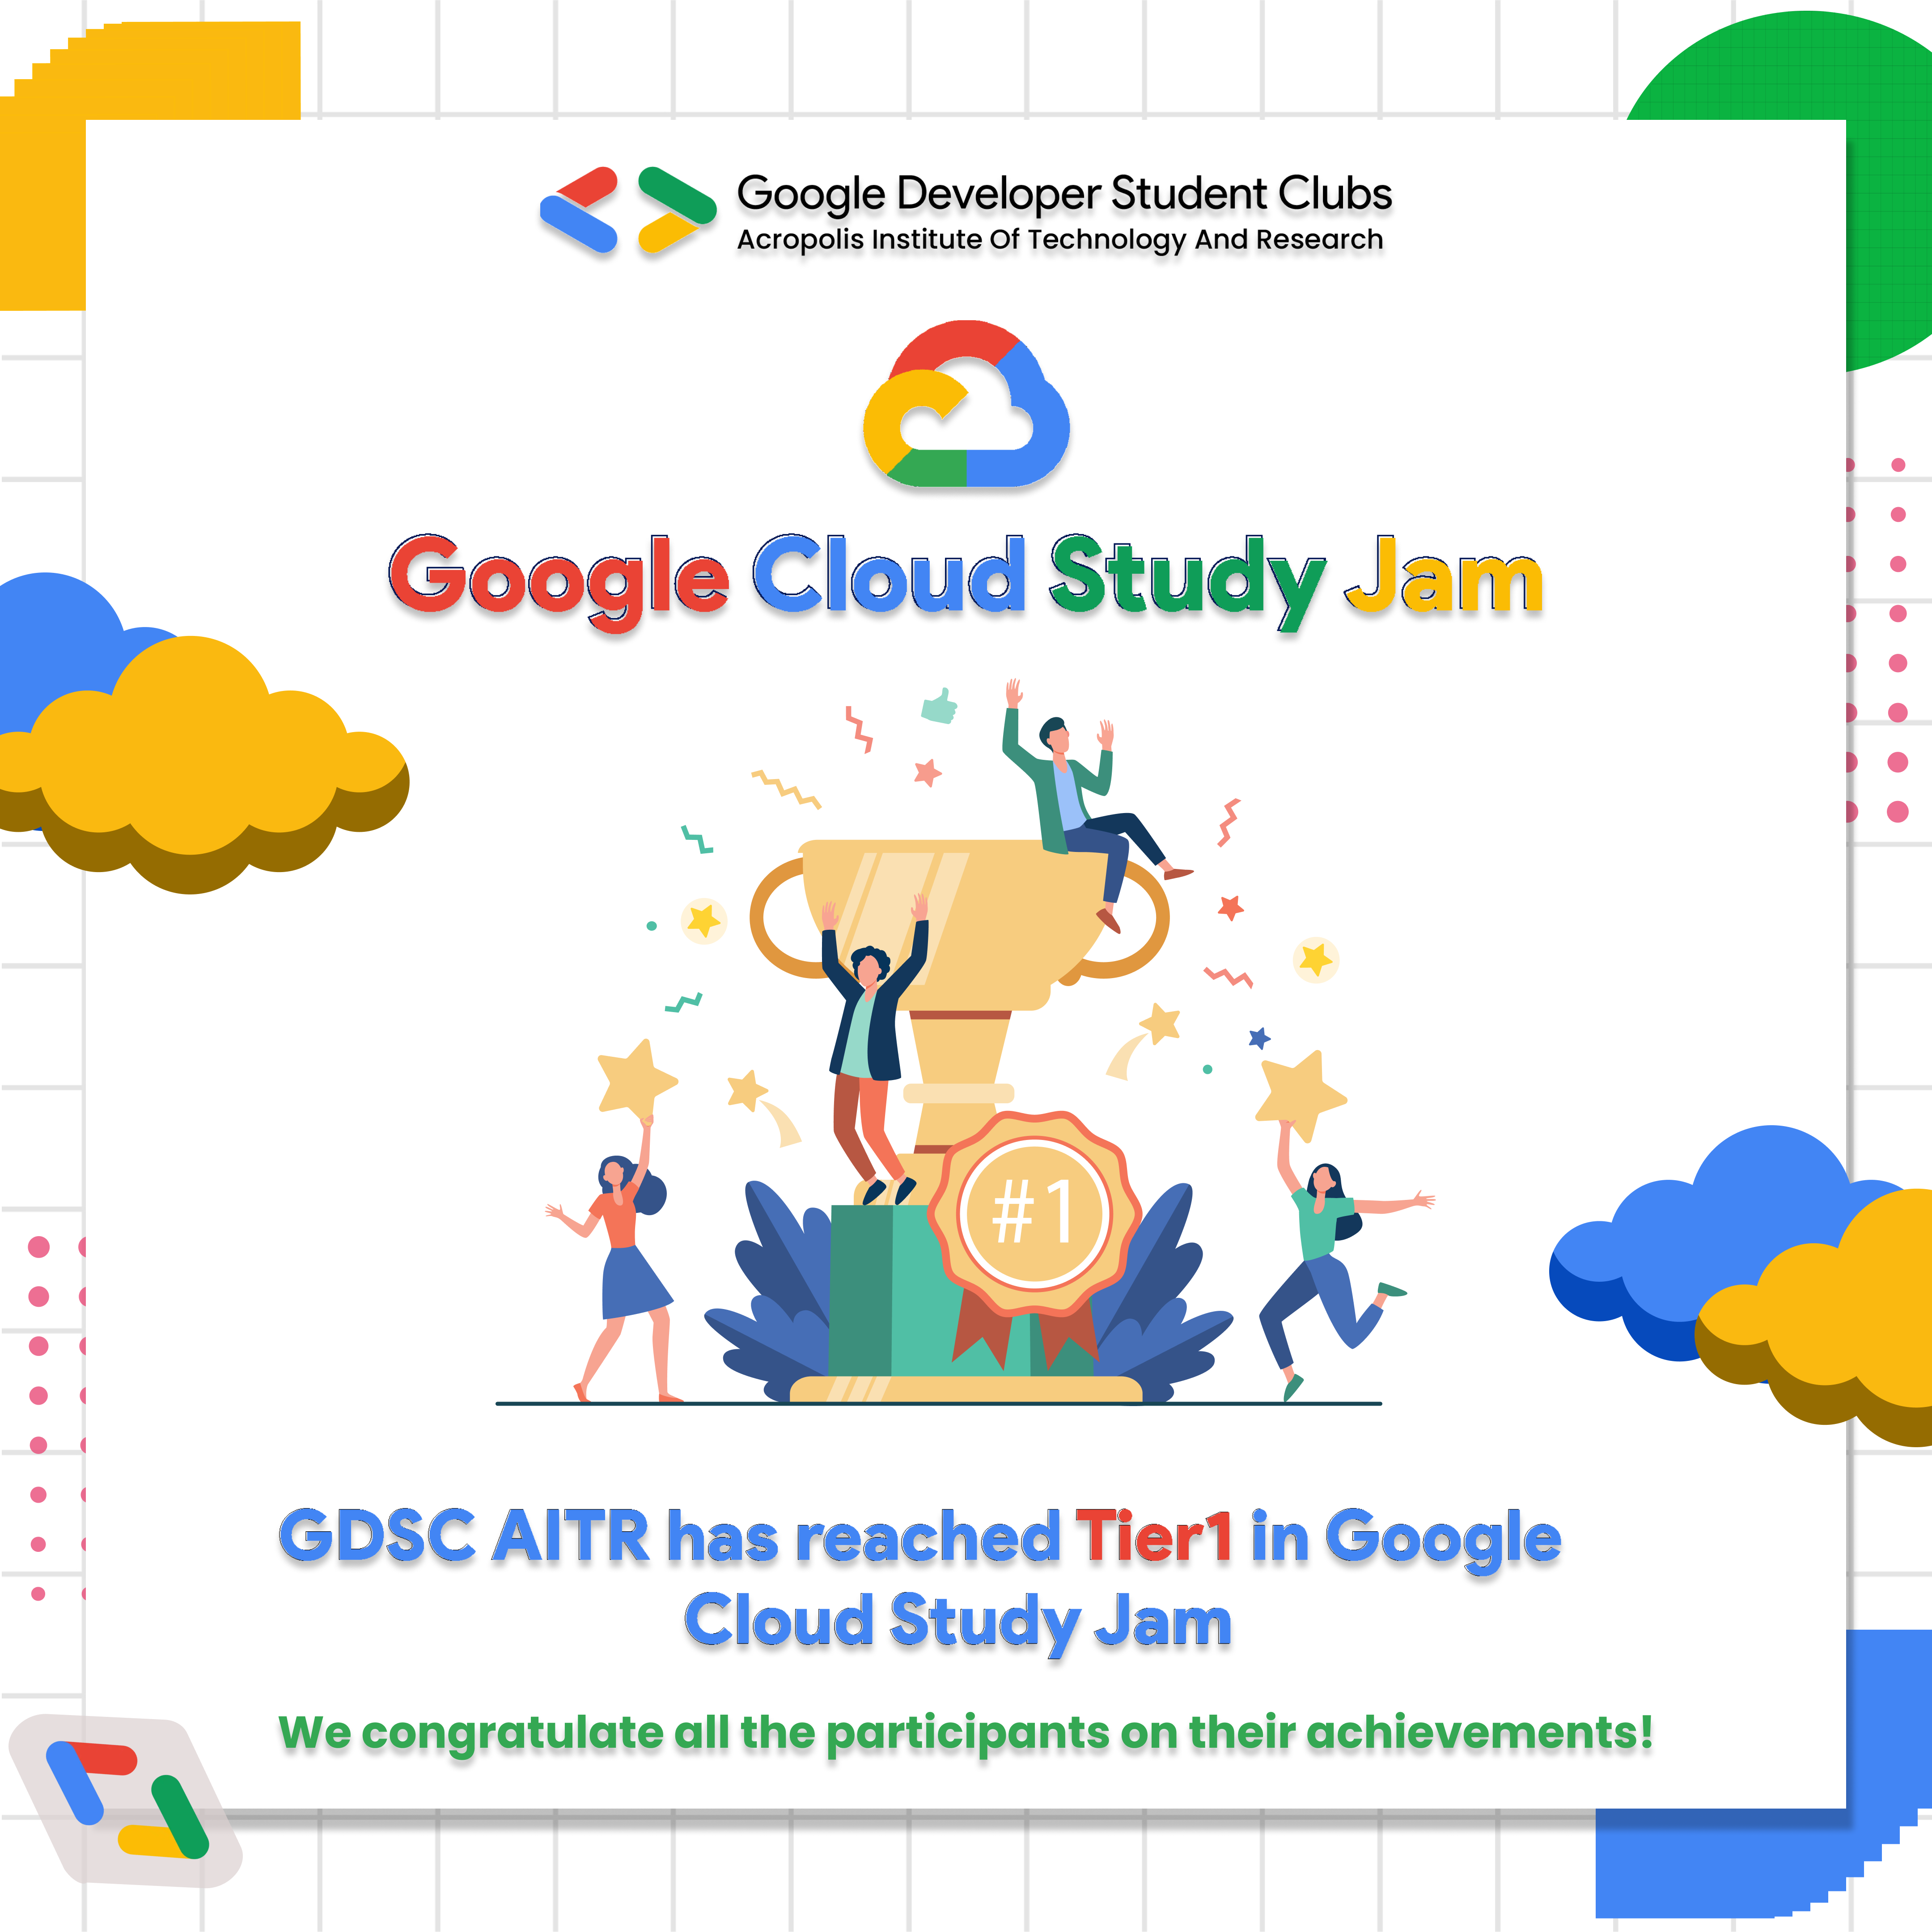 Google Developer Student Clubs
Acropolis Institute Of Technology And Research
Google Cloud Study Jam
#1
GDSC AITR has reached Tier1 in Google
Cloud Study Jam
We congratulate all the participants on their achievements!